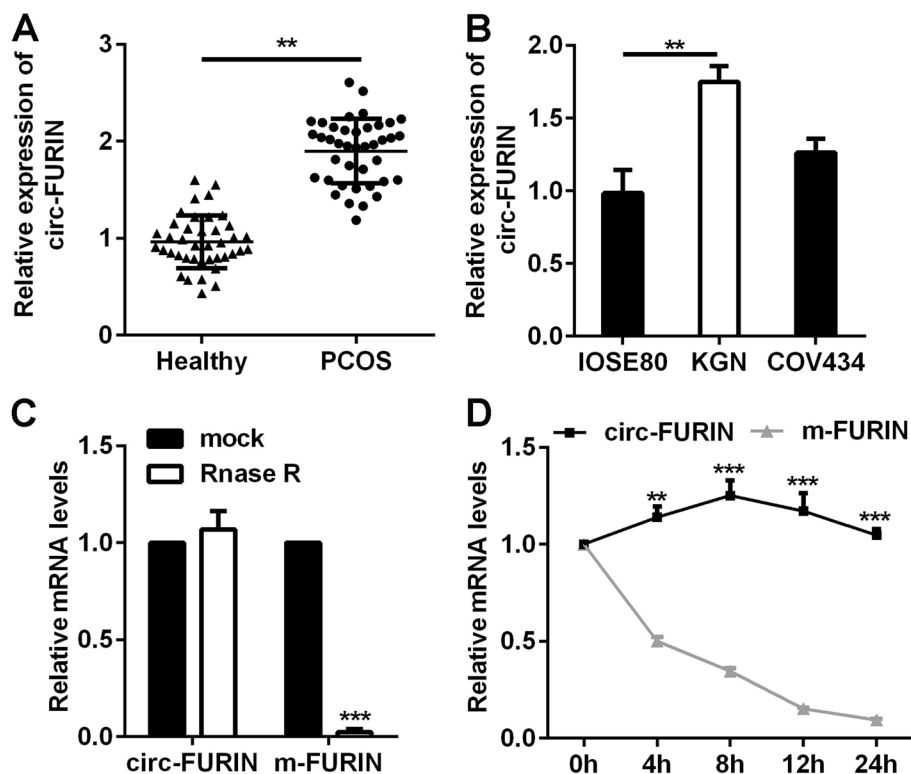 A
Relative expression of
circ-FURIN
3
2
1
0
**
Healthy PCOS
B
Relative expression of
circ-FURIN
2.0
1.5
1.0
0.5
0.0
**
IOSE80 KGN COV434
C
Relative mRNA levels
1.5
1.0
0.5
0.0
mock
Rnase R
***
circ-FURIN m-FURIN
D
circ-FURIN m-FURIN
Relative mRNA levels
1.5
1.0
0.5
0.0
** *** *** ***
0h 4h 8h 12h 24h